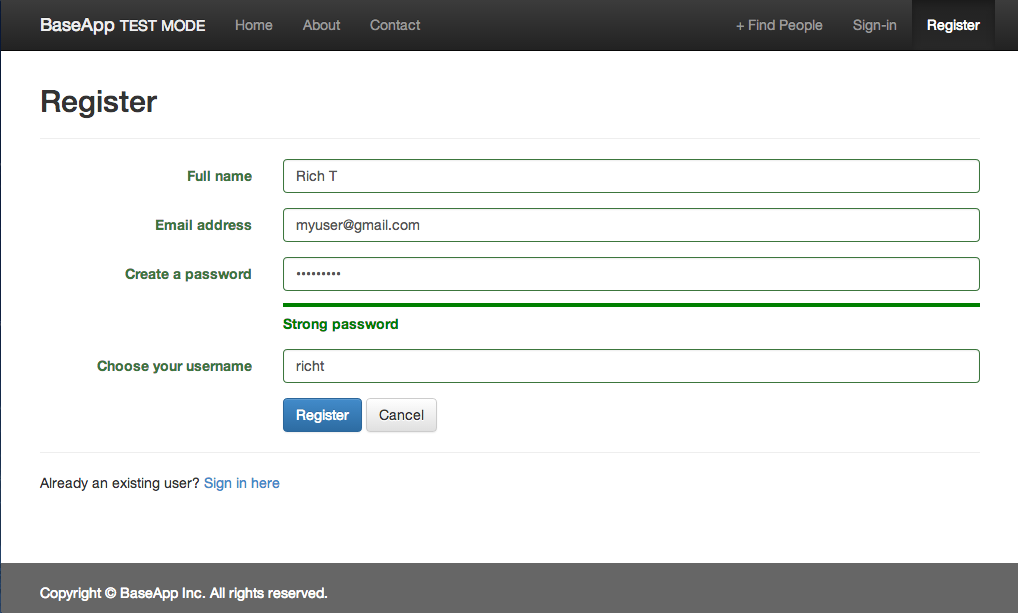 BaseApp TEST MODE Home About Contact + Find People Sign-in Register
Register
Full name Rich T
Email address myuser@gmail.com
Create a password •••••••••
Strong password
Choose your username richt
Register Cancel
Already an existing user? Sign in here
Copyright © BaseApp Inc. All rights reserved.